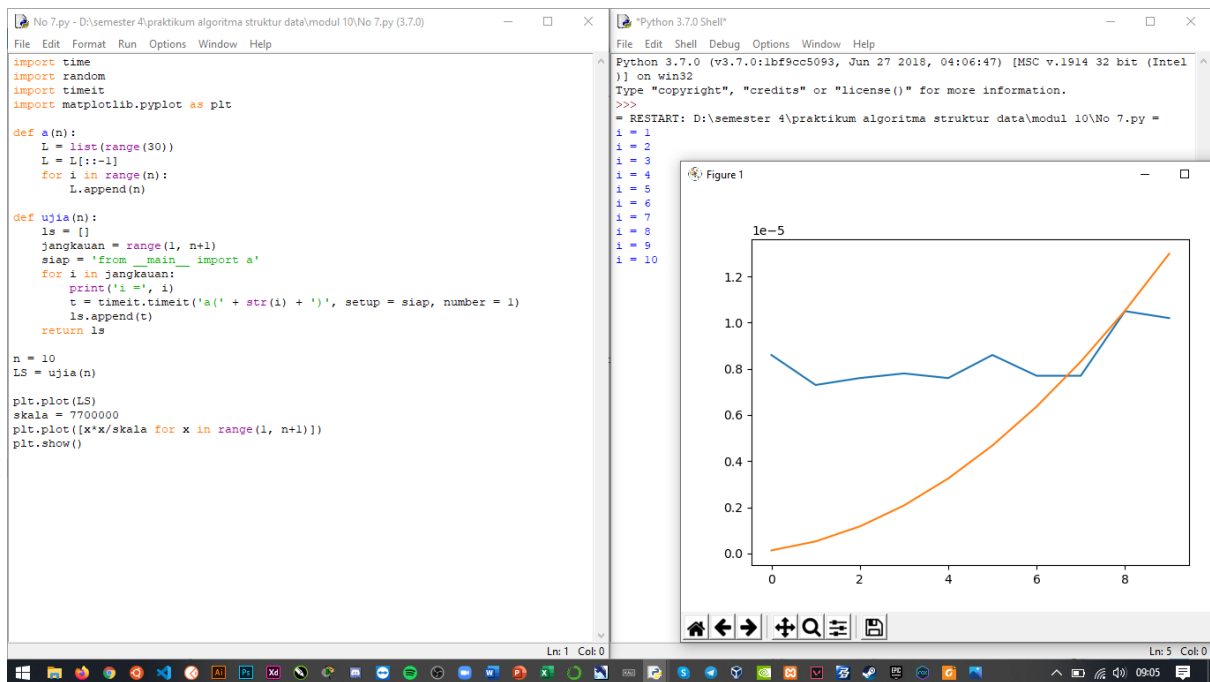 No 7.py - D:\semester 4\praktikum algoritma struktur data\modul 10\No 7.py (3.7.0)
File Edit Format Run Options Window Help
import time
import random
import timeit
import matplotlib.pyplot as plt
def a(n):
    L = list(range(30))
    L = L[::-1]
    for i in range(n):
        L.append(n)
def ujia(n):
    ls = []
    jangkauan = range(1, n+1)
    siap = 'from __main__ import a'
    for i in jangkauan:
        print('i =', i)
        t = timeit.timeit('a(' + str(i) + ')', setup = siap, number = 1)
        ls.append(t)
    return ls
n = 10
LS = ujia(n)
plt.plot(LS)
skala = 7700000
plt.plot([x*x/skala for x in range(1, n+1)])
plt.show()
Ln: 1 Col: 0
*Python 3.7.0 Shell*
File Edit Shell Debug Options Window Help
Python 3.7.0 (v3.7.0:1bf9cc5093, Jun 27 2018, 04:06:47) [MSC v.1914 32 bit (Intel
)] on win32
Type "copyright", "credits" or "license()" for more information.
>>>
= RESTART: D:\semester 4\praktikum algoritma struktur data\modul 10\No 7.py =
i = 1
i = 2
i = 3
i = 4
i = 5
i = 6
i = 7
i = 8
i = 9
i = 10
Figure 1
1e-5
1.2
1.0
0.8
0.6
0.4
0.2
0.0
0 2 4 6 8
Ln: 5 Col: 0
Ai Ps Xd
09:05